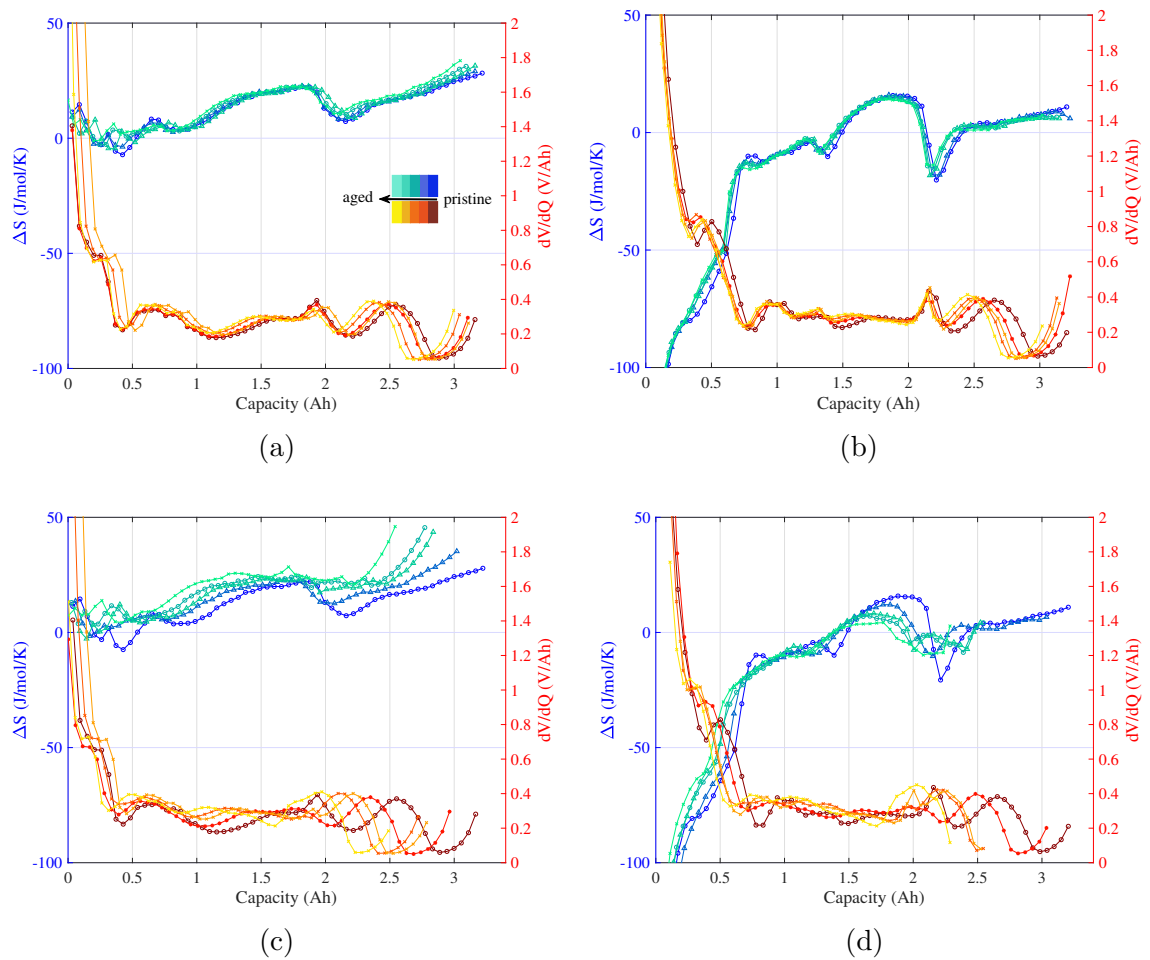 50
0
-50
-100
ΔS (J/mol/K)
2
1.8
1.6
1.4
1.2
1
0.8
0.6
0.4
0.2
0
dV/dQ (V/Ah)
aged
pristine
0 0.5 1 1.5 2 2.5 3
Capacity (Ah)
(a)
50
0
-50
-100
ΔS (J/mol/K)
2
1.8
1.6
1.4
1.2
1
0.8
0.6
0.4
0.2
0
dV/dQ (V/Ah)
0 0.5 1 1.5 2 2.5 3
Capacity (Ah)
(b)
50
0
-50
-100
ΔS (J/mol/K)
2
1.8
1.6
1.4
1.2
1
0.8
0.6
0.4
0.2
0
dV/dQ (V/Ah)
0 0.5 1 1.5 2 2.5 3
Capacity (Ah)
(c)
50
0
-50
-100
ΔS (J/mol/K)
2
1.8
1.6
1.4
1.2
1
0.8
0.6
0.4
0.2
0
dV/dQ (V/Ah)
0 0.5 1 1.5 2 2.5 3
Capacity (Ah)
(d)